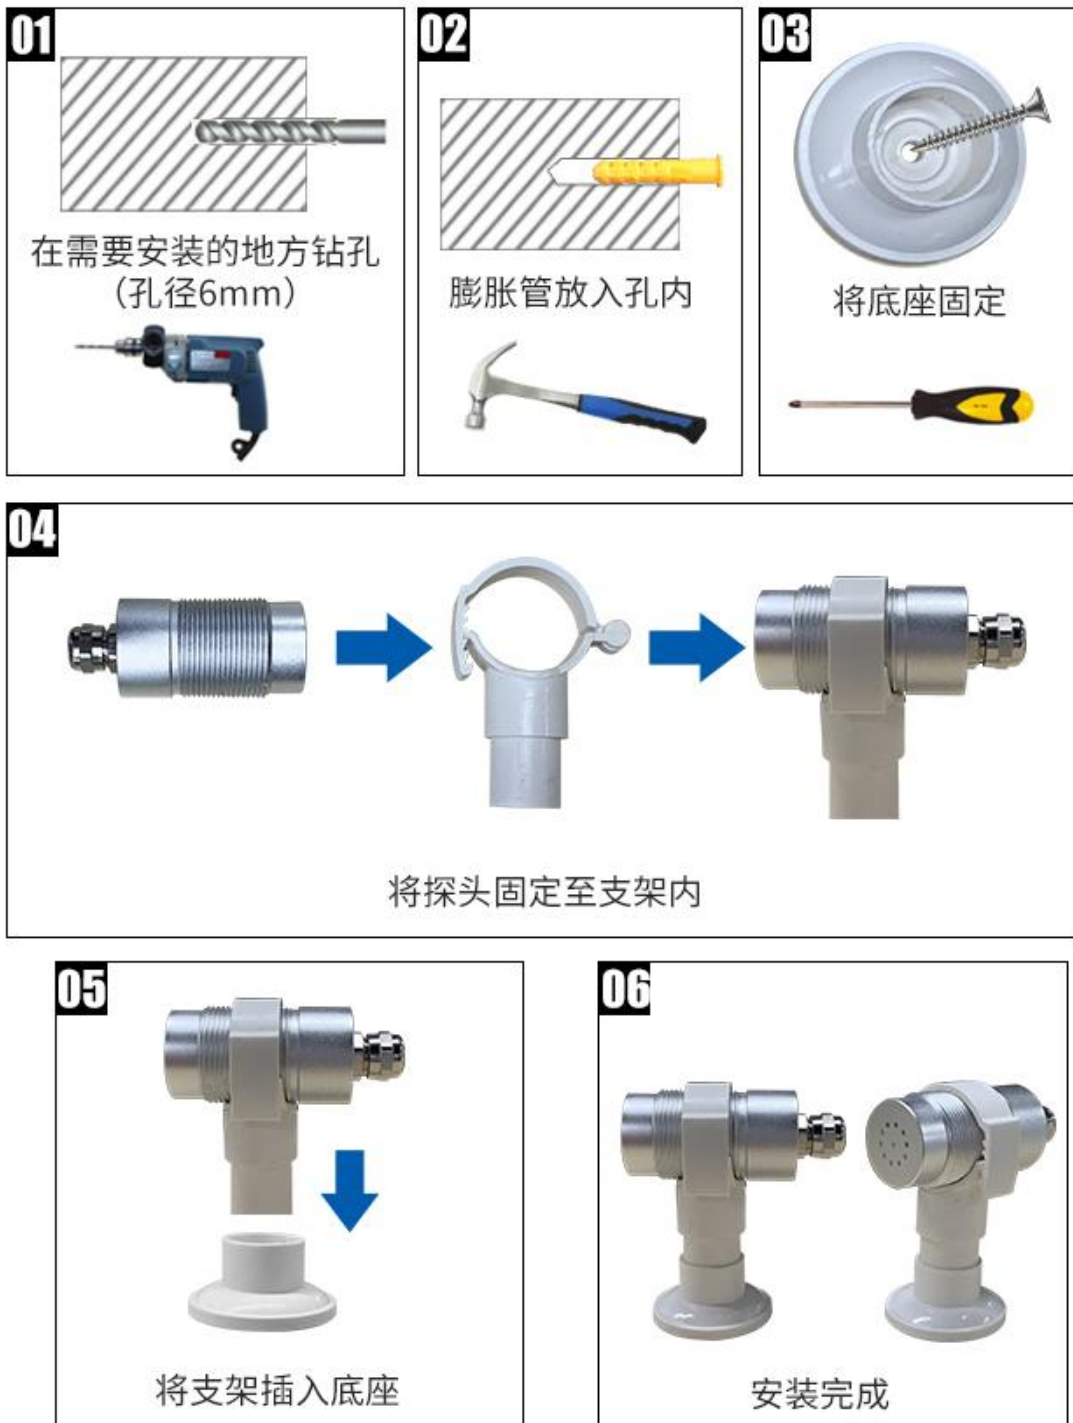 01
在需要安装的地方钻孔
（孔径6mm）
02
膨胀管放入孔内
03
将底座固定
04
将探头固定至支架内
05
将支架插入底座
06
安装完成